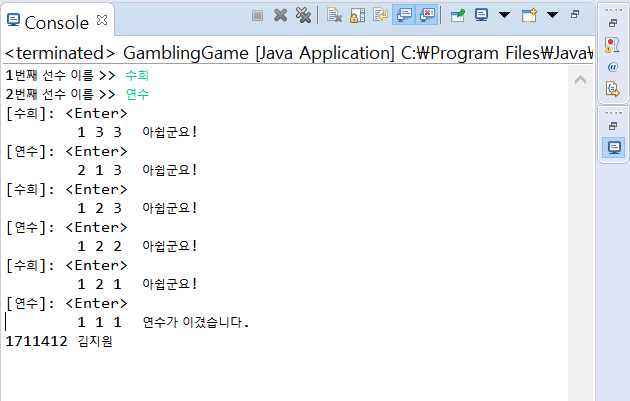 Console
<terminated> GamblingGame [Java Application] C:₩Program Files₩Java₩
1번째 선수 이름 >> 수희
2번째 선수 이름 >> 연수
[수희]: <Enter>
1 3 3 아쉽군요!
[연수]: <Enter>
2 1 3 아쉽군요!
[수희]: <Enter>
1 2 3 아쉽군요!
[연수]: <Enter>
1 2 2 아쉽군요!
[수희]: <Enter>
1 2 1 아쉽군요!
[연수]: <Enter>
1 1 1 연수가 이겼습니다.
1711412 김지원